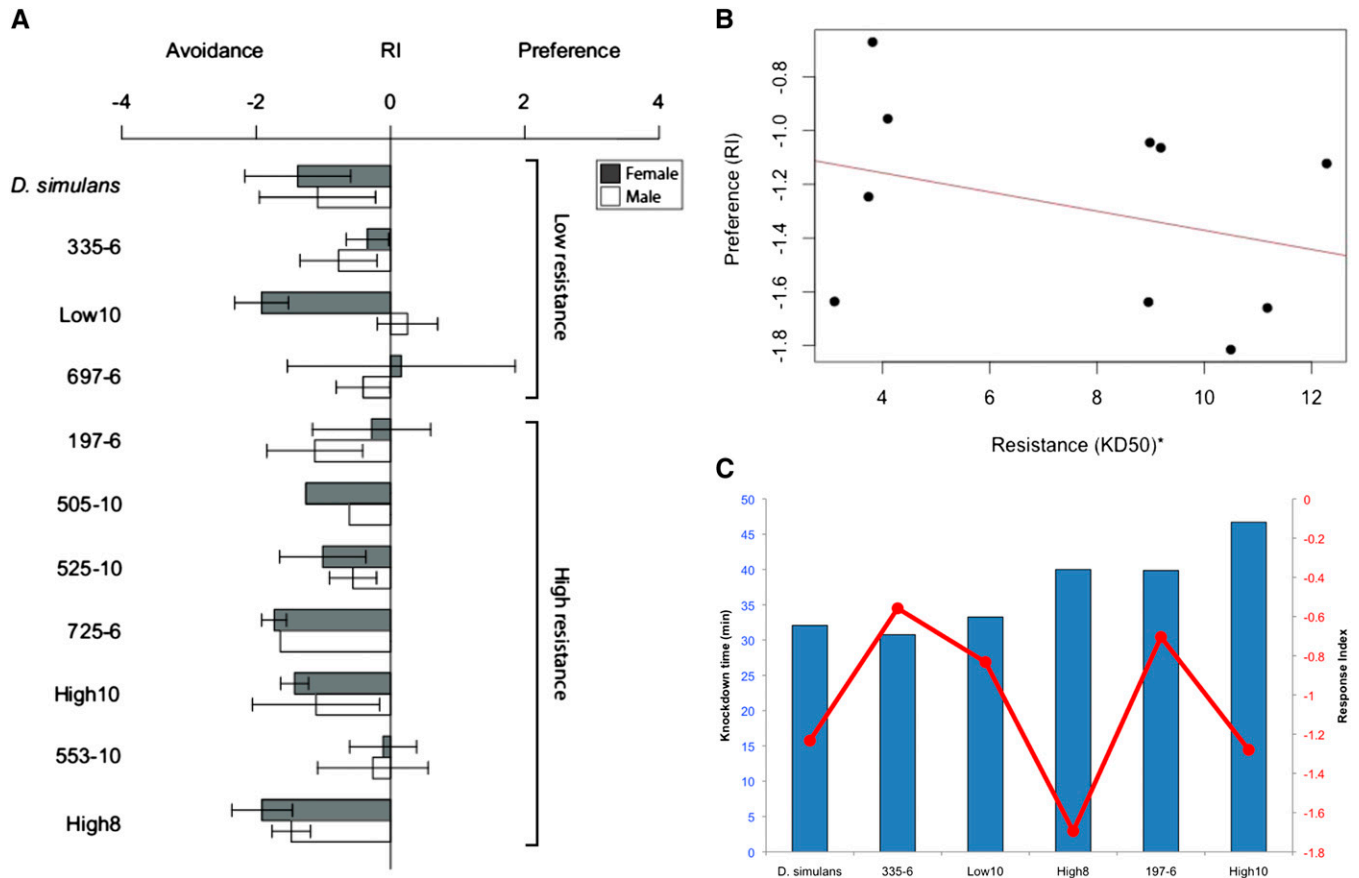 A
Avoidance RI Preference
-4 -2 0 2 4
D. simulans
335-6
Low10
697-6
197-6
505-10
525-10
725-6
High10
553-10
High8
Female
Male
Low resistance
High resistance
B
Preference (RI)
-0.8
-1.0
-1.2
-1.4
-1.6
-1.8
4 6 8 10 12
Resistance (KD50)*
C
Knockdown time (min)
50
45
40
35
30
25
20
15
10
5
0
0
-0.2
-0.4
-0.6
-0.8
-1
-1.2
-1.4
-1.6
-1.8
Response Index
D. simulans 335-6 Low10 High8 197-6 High10